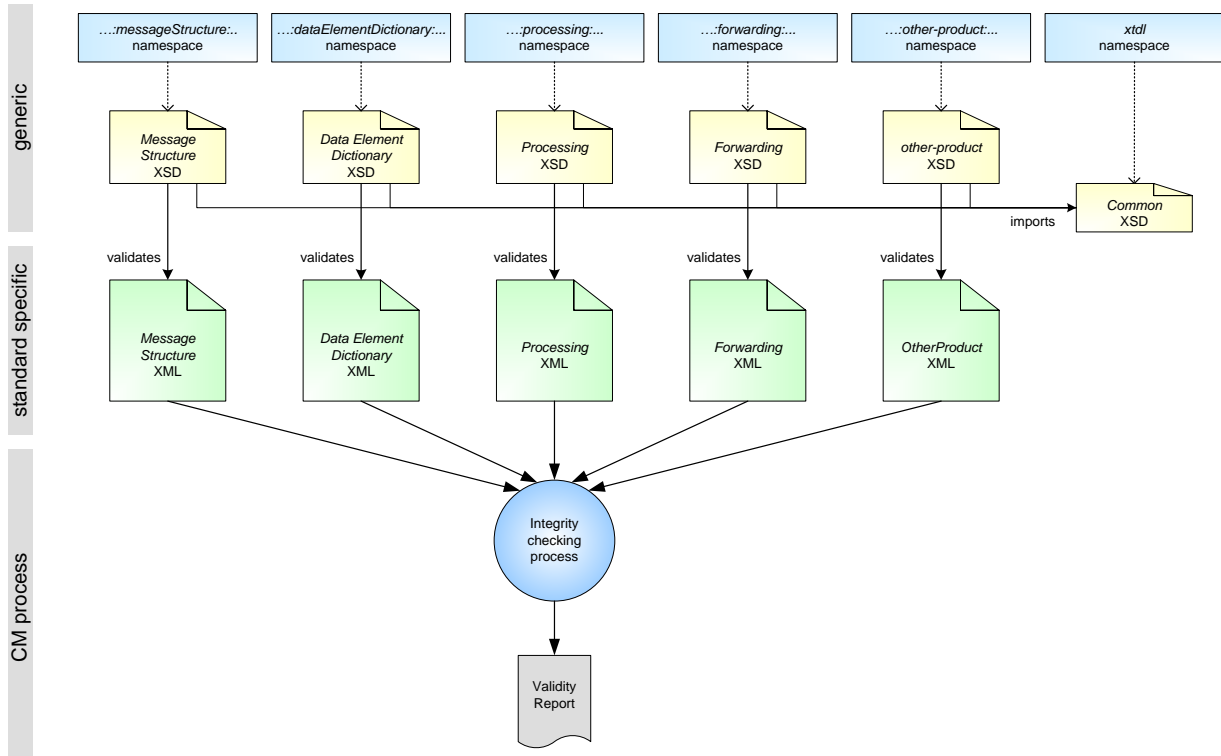 generic
…:messageStructure:..
namespace
…:dataElementDictionary:...
namespace
…:processing:...
namespace
…:forwarding:...
namespace
…:other-product:...
namespace
xtdl
namespace
Message
Structure
XSD
Data Element
Dictionary
XSD
Processing
XSD
Forwarding
XSD
other-product
XSD
Common
XSD
imports
standard specific
validates
validates
validates
validates
validates
Message
Structure
XML
Data Element
Dictionary
XML
Processing
XML
Forwarding
XML
OtherProduct
XML
CM process
Integrity
checking
process
Validity
Report